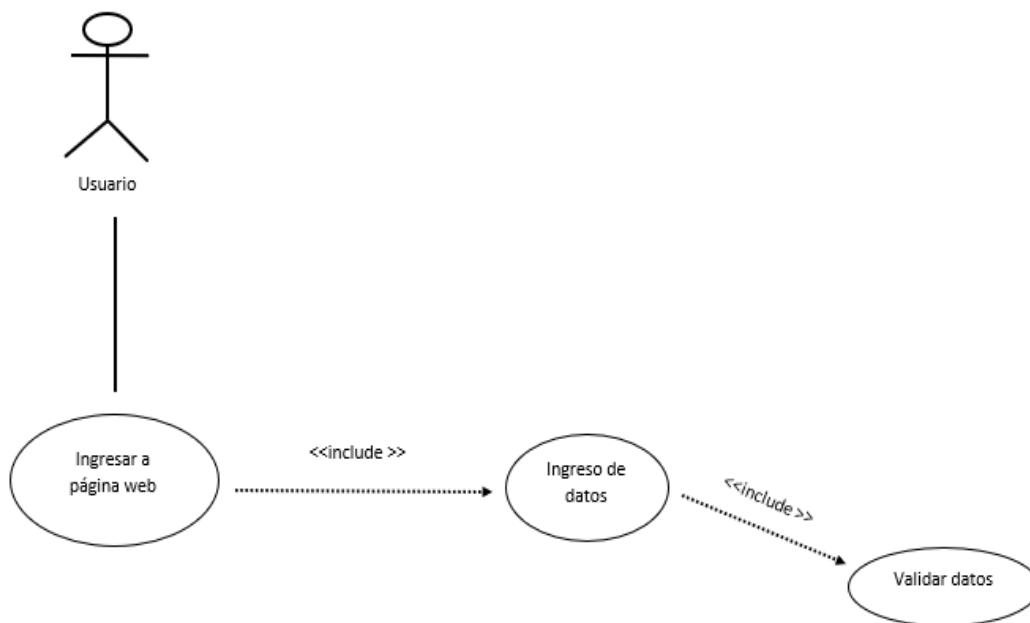 Usuario
Ingresar a
página web
<<include >>
Ingreso de
datos
<<include >>
Validar datos